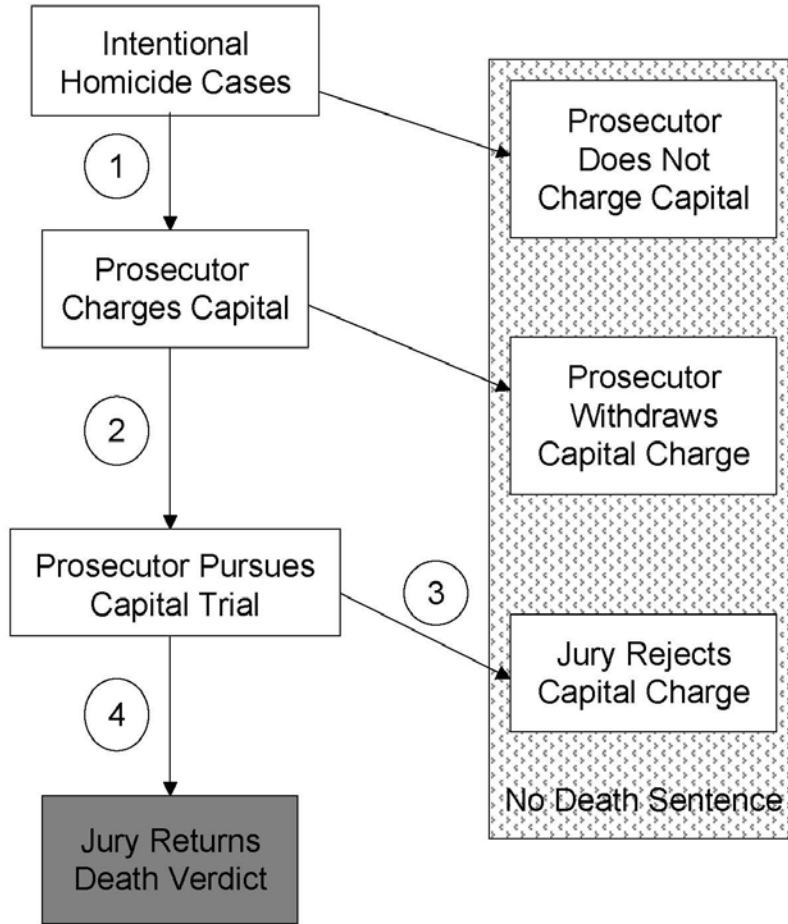 Intentional
Homicide Cases
Prosecutor
Does Not
Charge Capital
1
Prosecutor
Charges Capital
Prosecutor
Withdraws
Capital Charge
2
Prosecutor Pursues
Capital Trial
3
Jury Rejects
Capital Charge
4
No Death Sentence
Jury Returns
Death Verdict